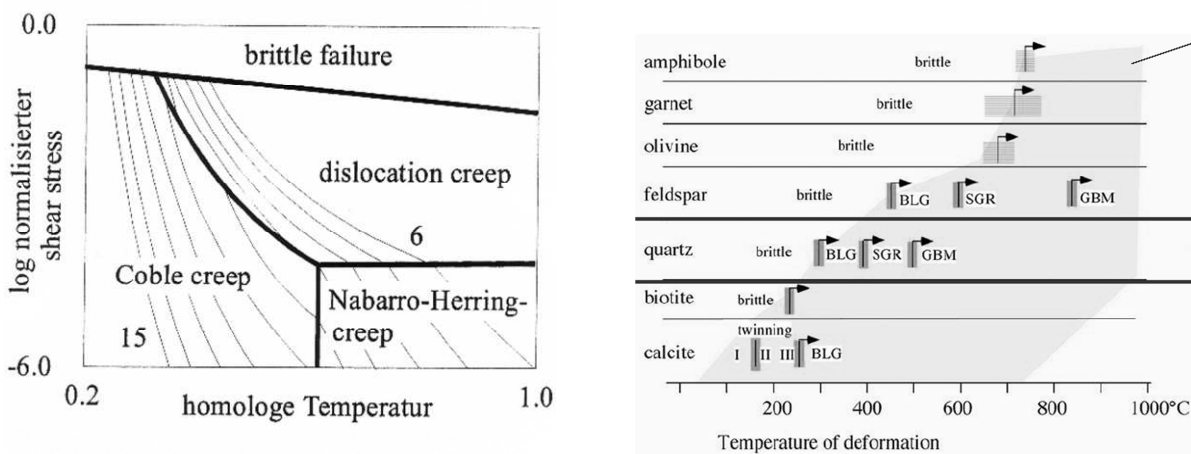 0.0
brittle failure
log normalisierter
shear stress
dislocation creep
6
Coble creep
Nabarro-Herring-
creep
15
-6.0
0.2
homologe Temperatur
1.0
amphibole brittle
garnet brittle
olivine brittle
feldspar brittle BLG SGR GBM
quartz brittle BLG SGR GBM
biotite brittle
twinning
calcite I II III BLG
200 400 600 800 1000°C
Temperature of deformation